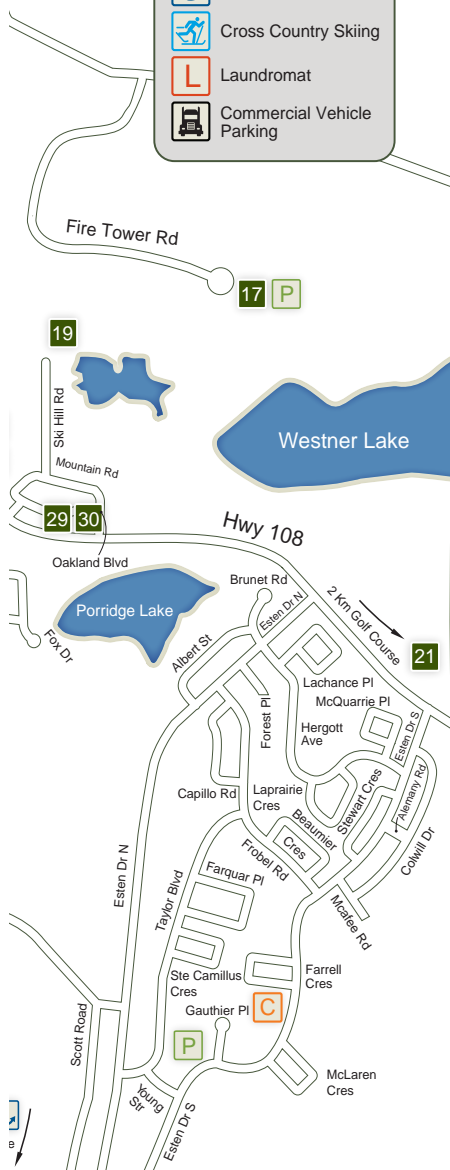 Cross Country Skiing
L
Laundromat
Commercial Vehicle
Parking
Fire Tower Rd
17
P
19
Ski Hill Rd
Westner Lake
Mountain Rd
29
30
Hwy 108
Oakland Blvd
Brunet Rd
Porridge Lake
Esten Dr N
2 Km Golf Course
Fox Dr
Albert St
21
Lachance Pl
McQuarrie Pl
Forest Pl
Hergott
Ave
Esten Dr S
Capillo Rd
Laprairie
Cres
Beaumier
Cres
Stewart Cres
Alemany Rd
Colwill Dr
Frobel Rd
Esten Dr N
Taylor Blvd
Farquar Pl
Mcafee Rd
Ste Camillus
Cres
Farrell
Cres
Gauthier Pl
C
Scott Road
P
McLaren
Cres
Young
Str
Esten Dr S
e